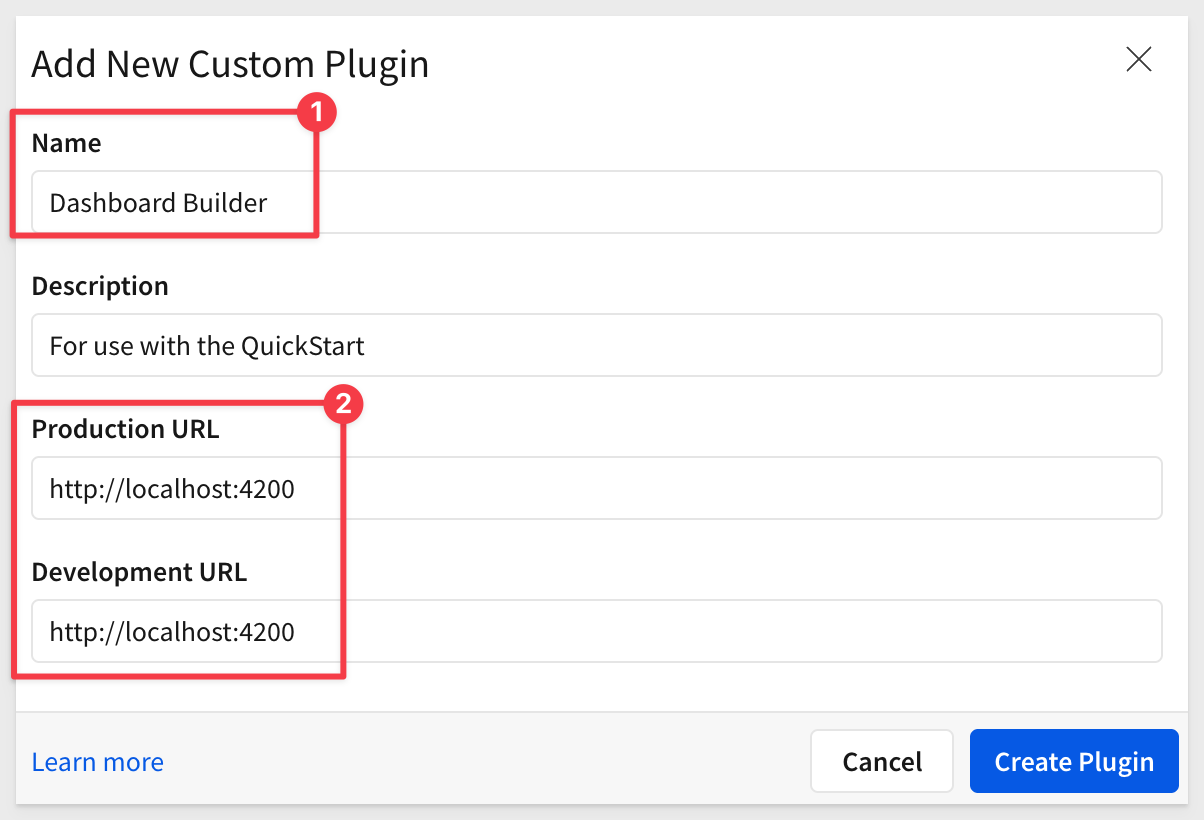 Add New Custom Plugin
1
Name
Dashboard Builder
Description
For use with the QuickStart
2
Production URL
http://localhost:4200
Development URL
http://localhost:4200
Learn more
Cancel
Create Plugin